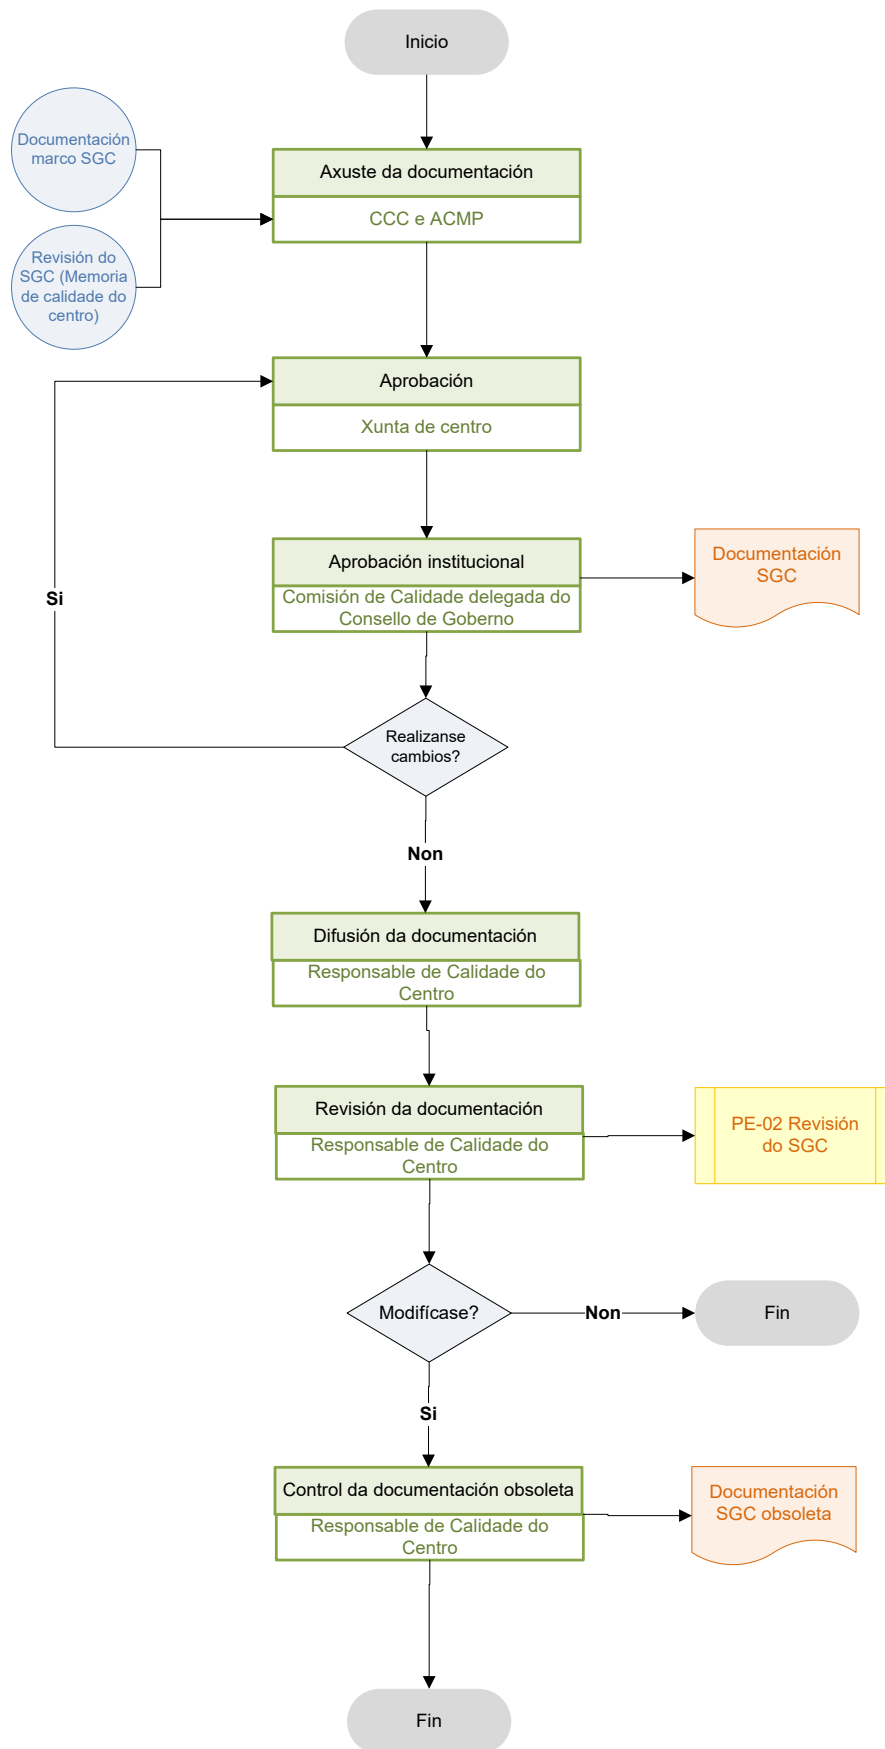 Inicio
Documentación
marco SGC
Axuste da documentación
CCC e ACMP
Revisión do
SGC (Memoria
de calidade do
centro)
Aprobación
Xunta de centro
Aprobación institucional
Comisión de Calidade delegada do
Consello de Goberno
Documentación
SGC
Si
Realizanse
cambios?
Non
Difusión da documentación
Responsable de Calidade do
Centro
Revisión da documentación
Responsable de Calidade do
Centro
PE-02 Revisión
do SGC
Modifícase?
Non
Fin
Si
Control da documentación obsoleta
Responsable de Calidade do
Centro
Documentación
SGC obsoleta
Fin